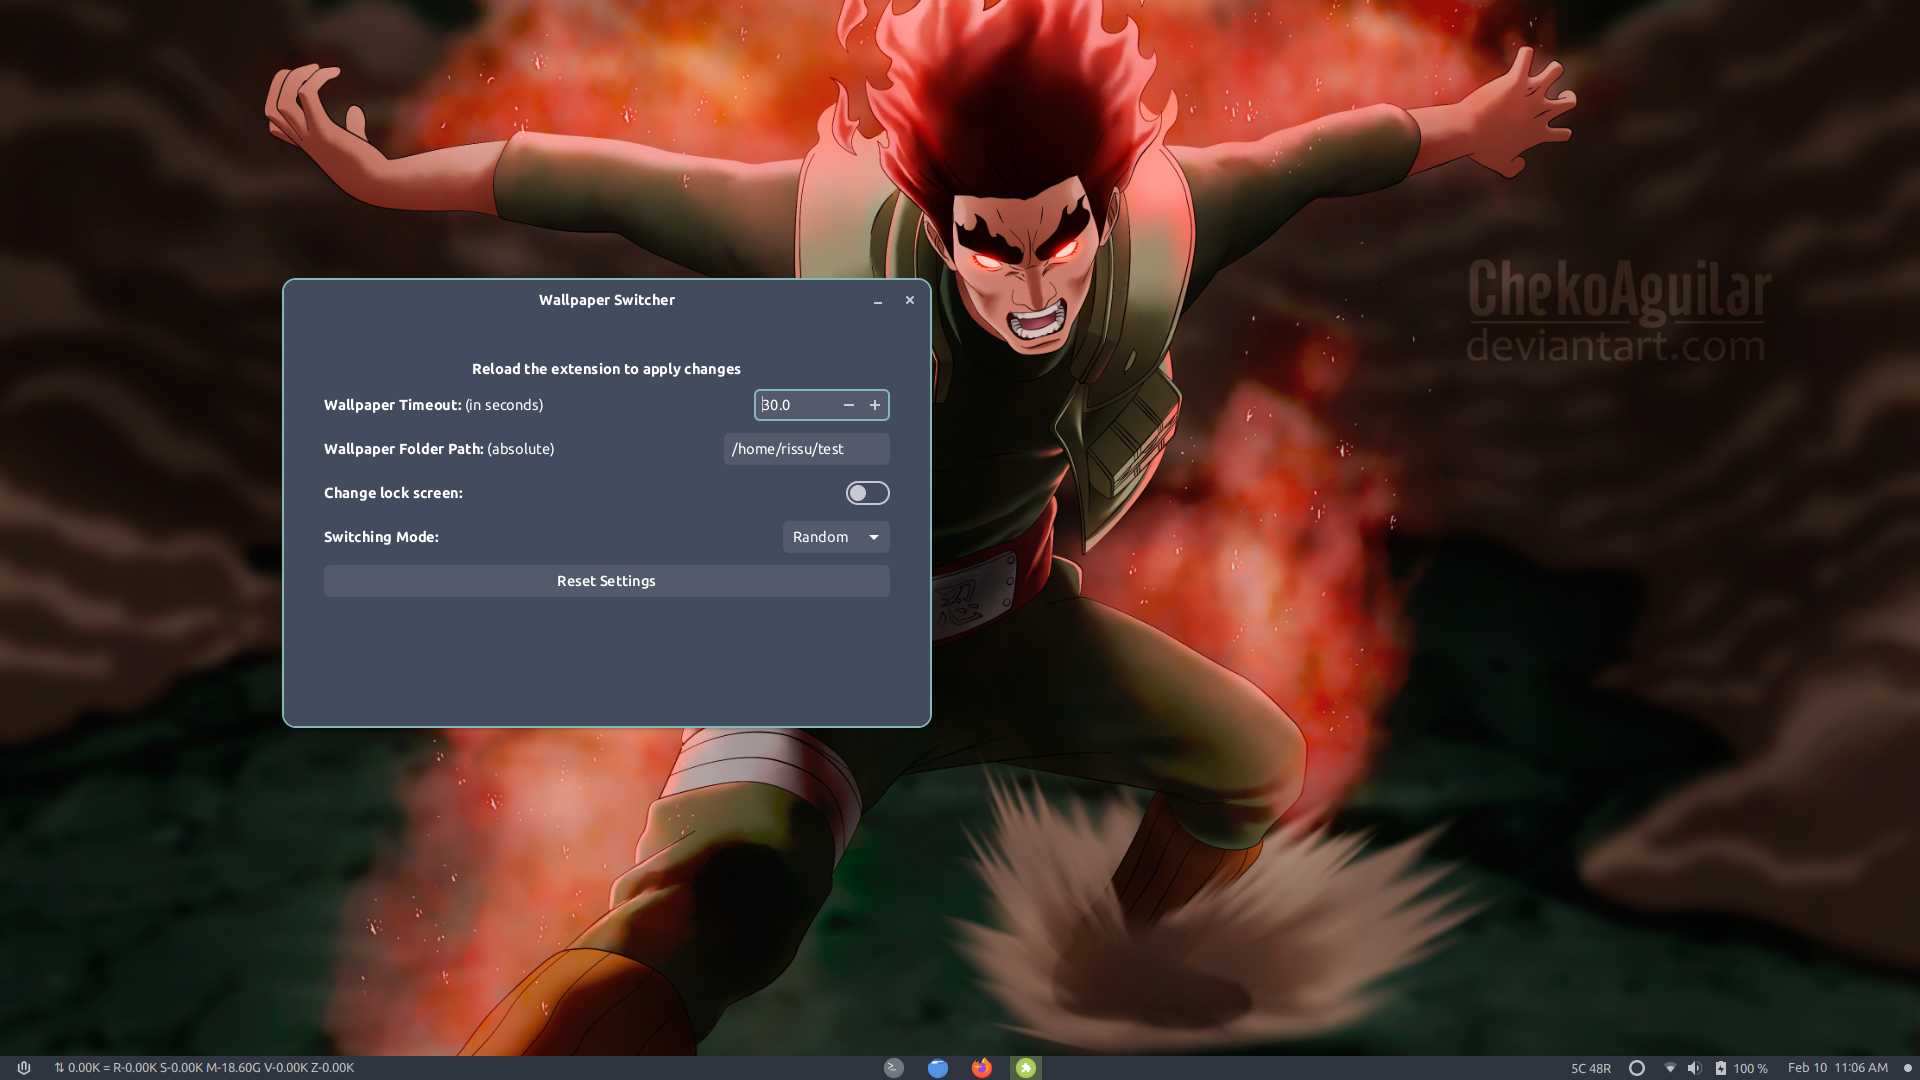 ChekoAguilar
deviantart.com
Wallpaper Switcher
Reload the extension to apply changes
Wallpaper Timeout: (in seconds)
30.0
Wallpaper Folder Path: (absolute)
/home/rissu/test
Change lock screen:
Switching Mode:
Random
Reset Settings
⇅ 0.00K = R-0.00K S-0.00K M-18.60G V-0.00K Z-0.00K
5C 48R
100 %
Feb 10 11:06 AM